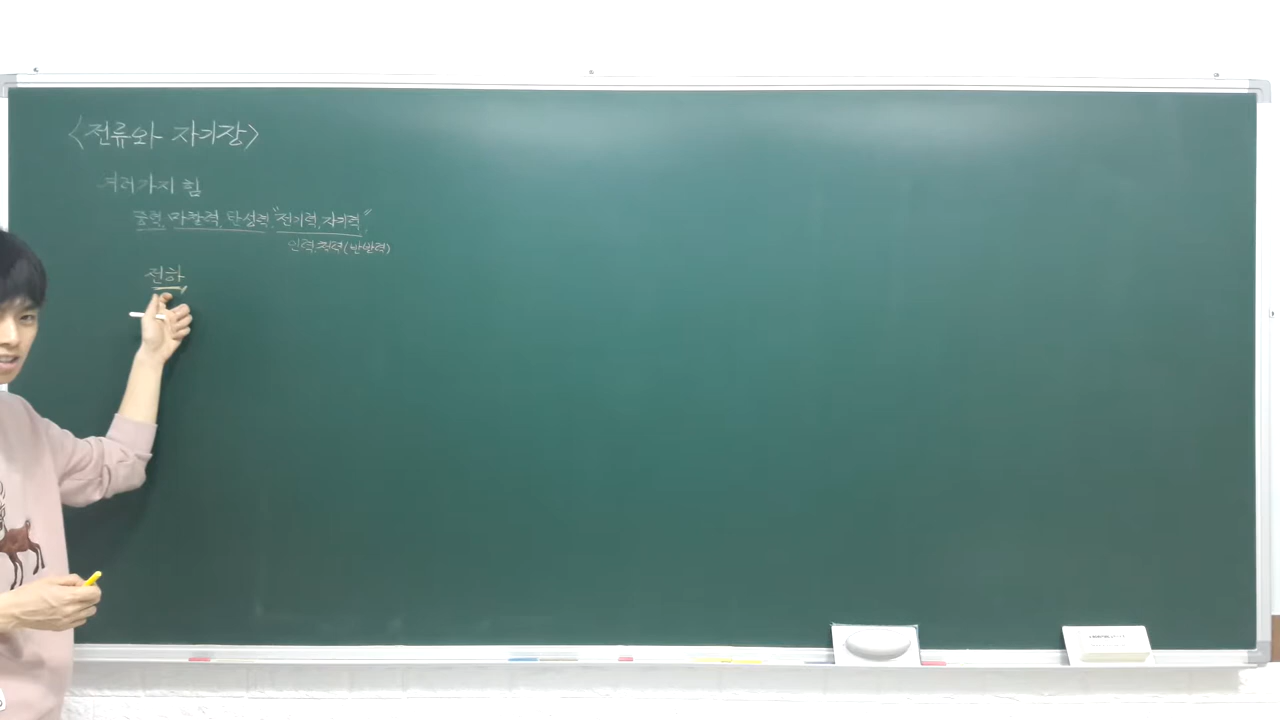 <전류와 자기장>
여러가지 힘
중력, 마찰력, 탄성력, "전기력, 자기력"
인력, 척력(반발력)
전하